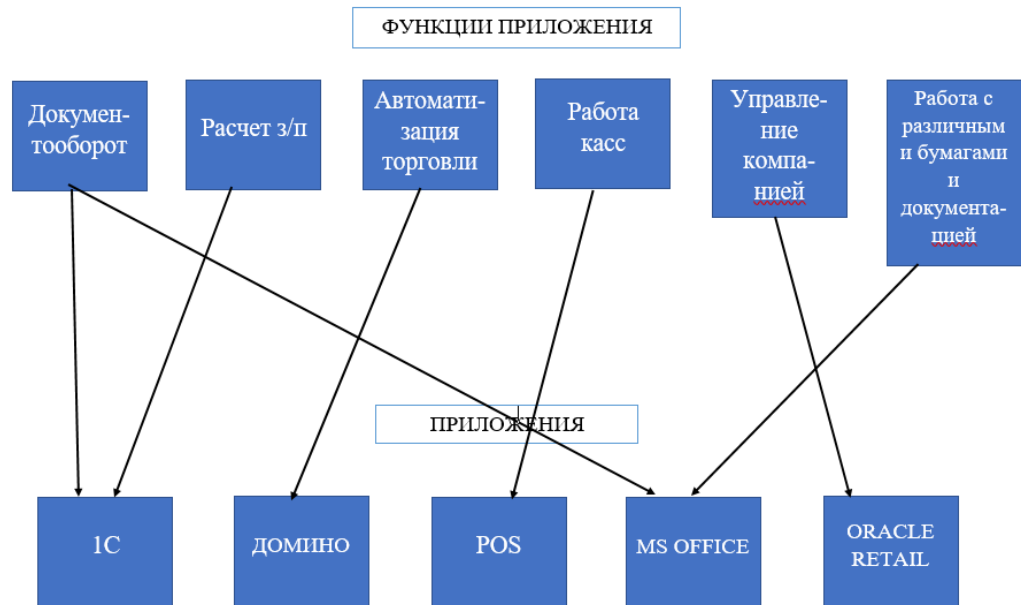 ФУНКЦИИ ПРИЛОЖЕНИЯ
Докумен-
тооборот
Расчет з/п
Автомати-
зация
торговли
Работа
касс
Управле-
ние
компа-
нией
Работа с
различным
и бумагами
и
документа-
цией
ПРИЛОЖЕНИЯ
1С
ДОМИНО
POS
MS OFFICE
ORACLE
RETAIL